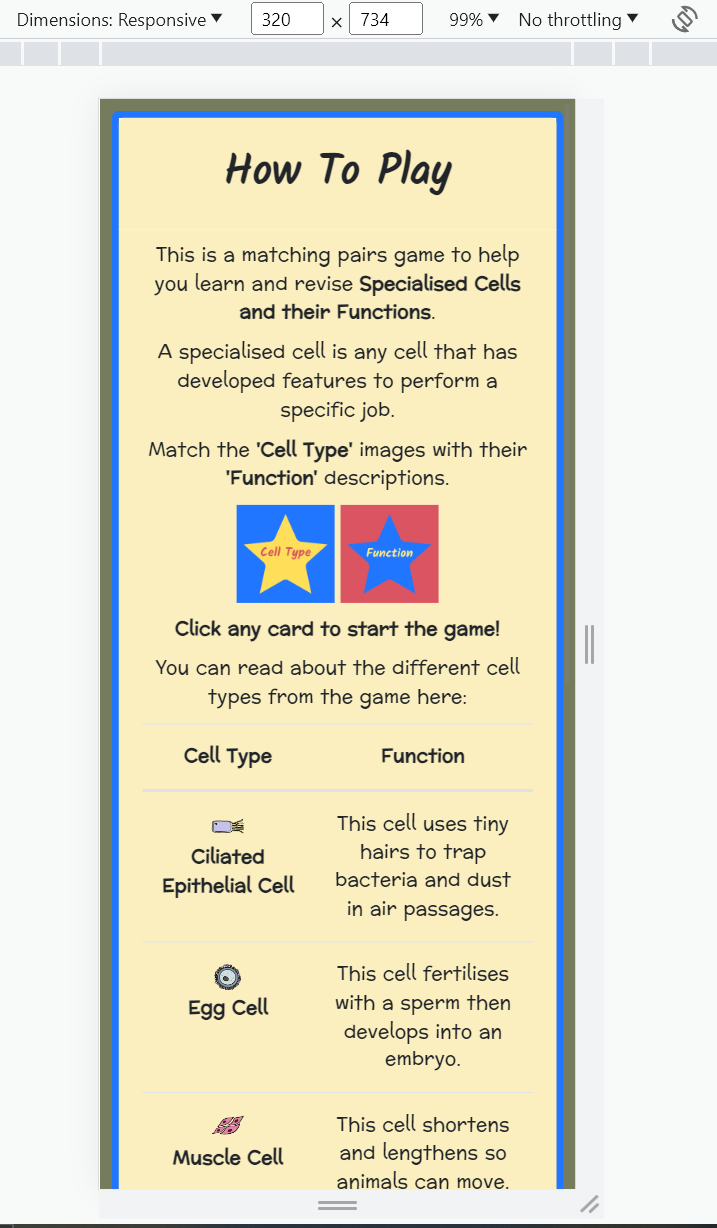 Dimensions: Responsive ▼ 320 × 734 99% ▼ No throttling ▼
How To Play
This is a matching pairs game to help
you learn and revise Specialised Cells
and their Functions.
A specialised cell is any cell that has
developed features to perform a
specific job.
Match the 'Cell Type' images with their
'Function' descriptions.
Cell Type Function
Click any card to start the game!
You can read about the different cell
types from the game here:
Cell Type Function
This cell uses tiny
hairs to trap
bacteria and dust
in air passages.
Ciliated
Epithelial Cell
This cell fertilises
with a sperm then
develops into an
embryo.
Egg Cell
This cell shortens
and lengthens so
animals can move.
Muscle Cell